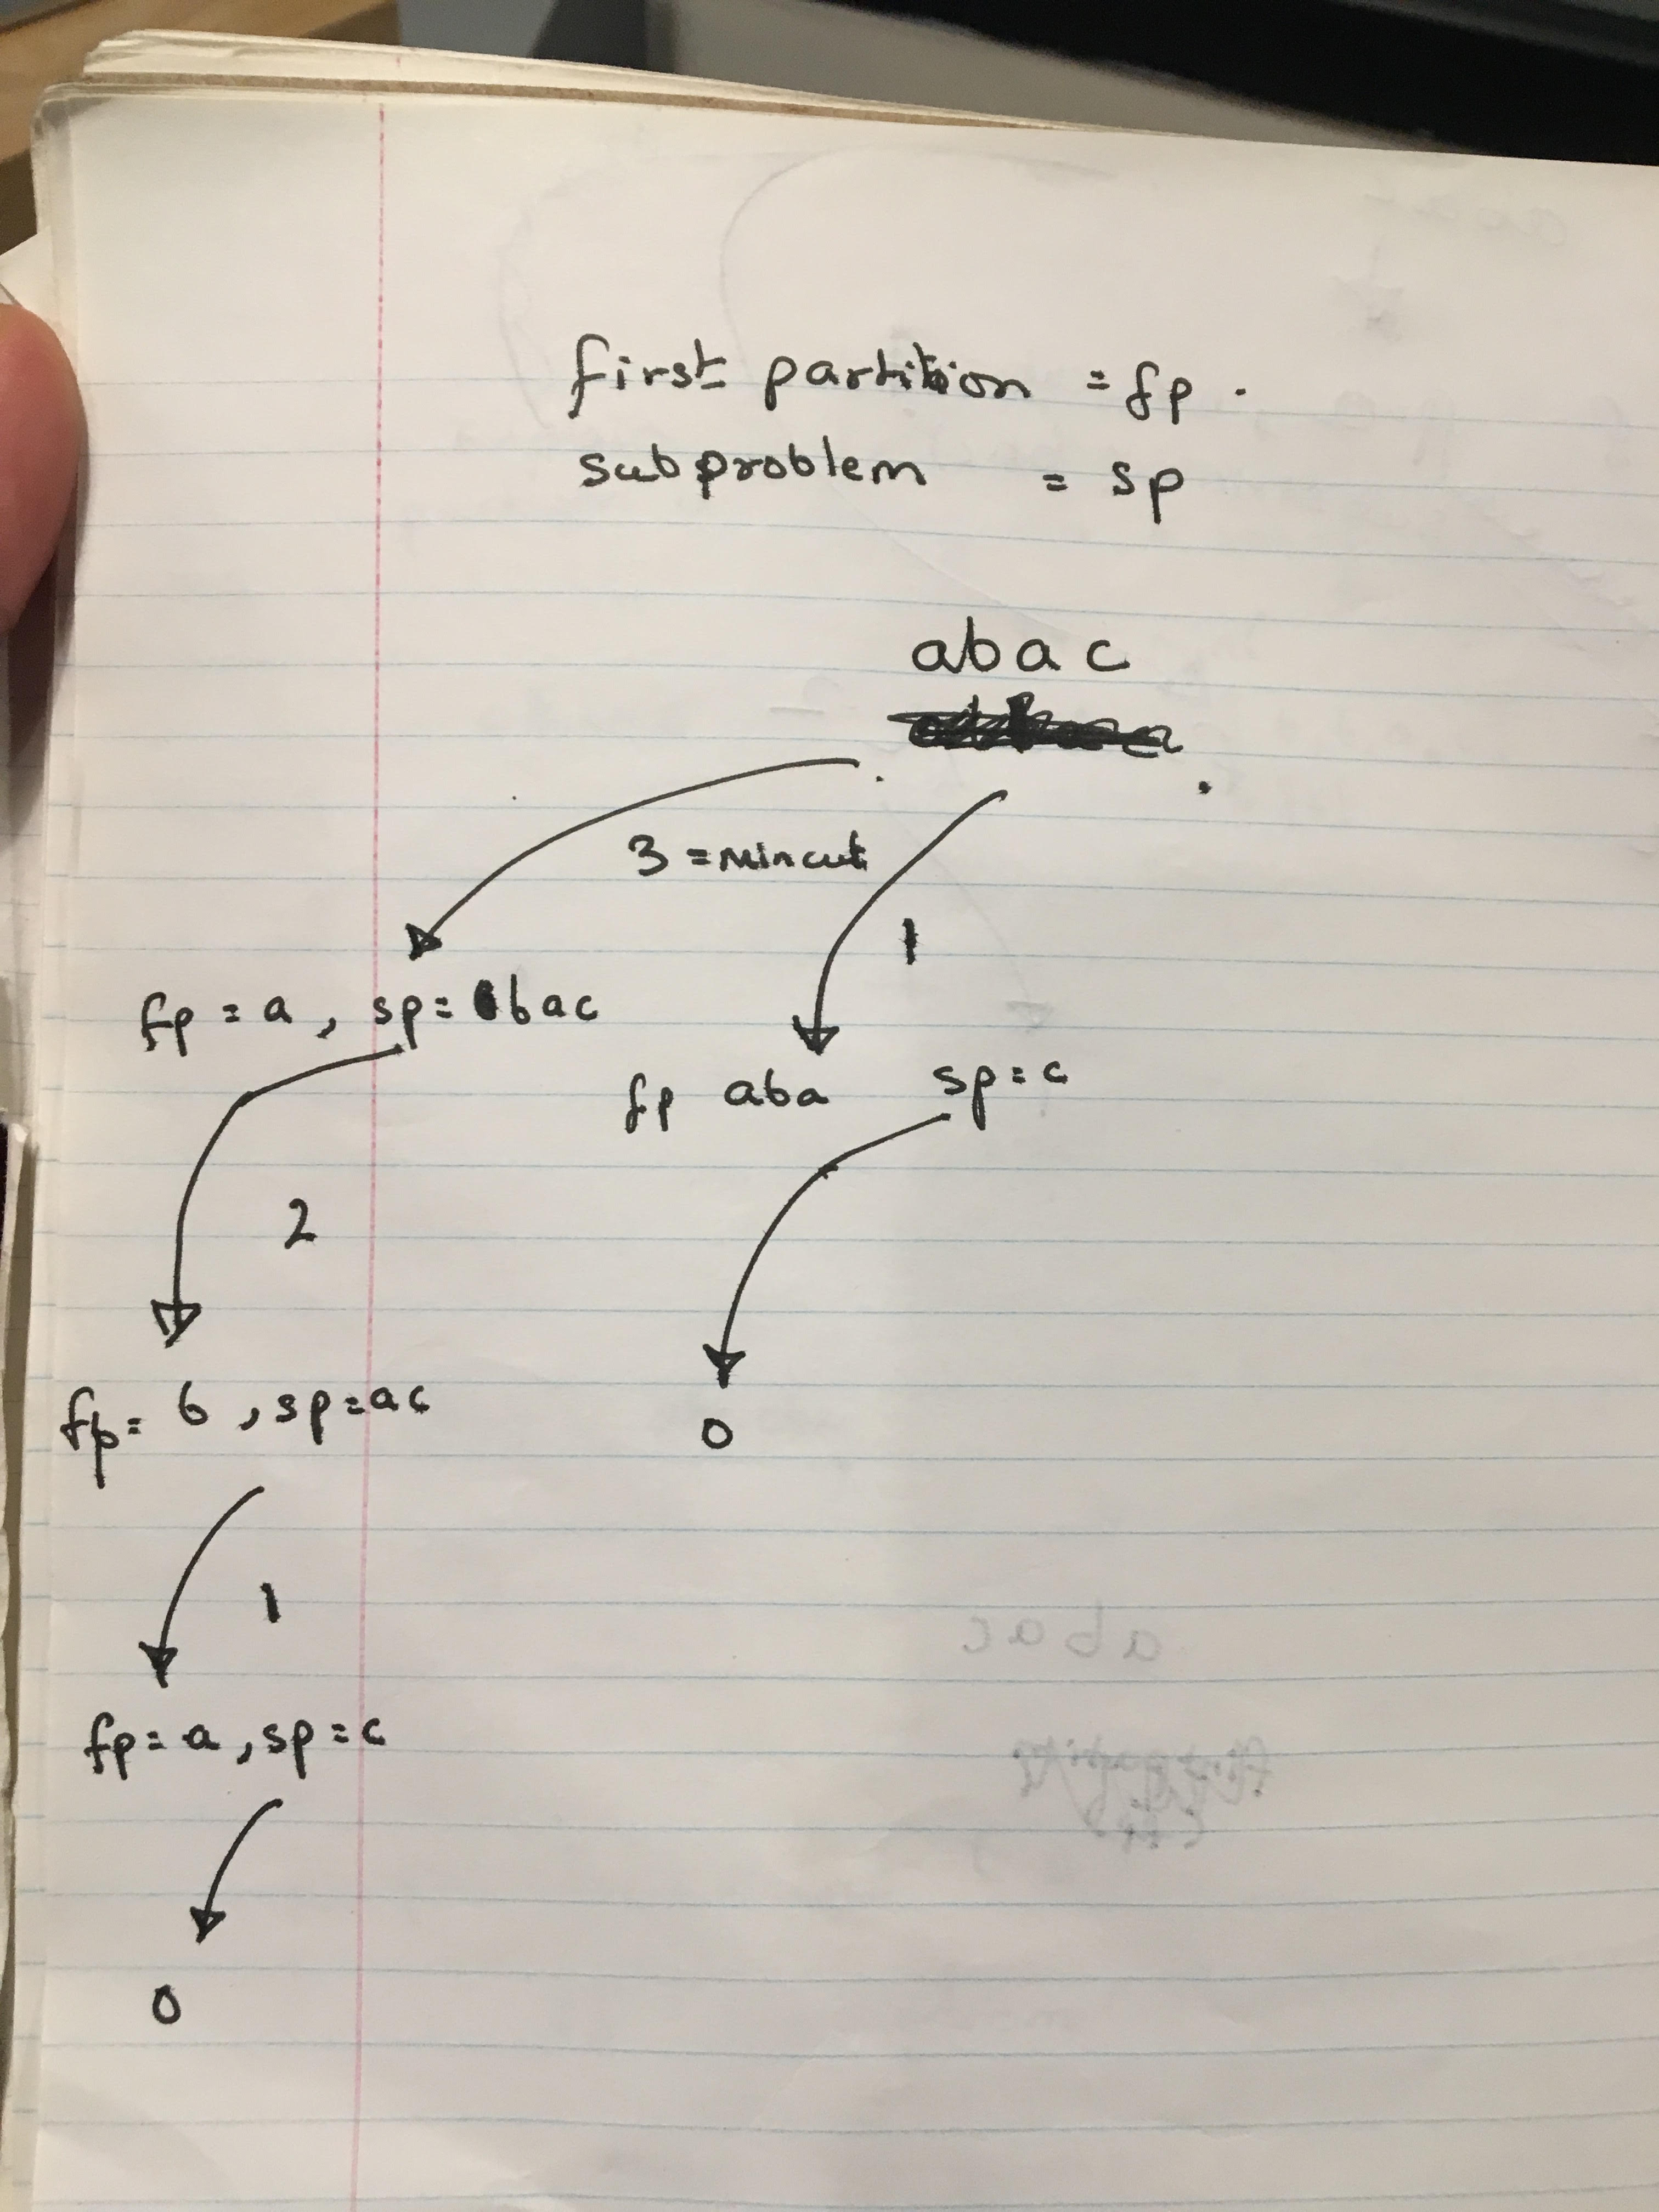 first partition = fp.
subproblem = sp
abac
3 = mincut
1
fp = a, sp= bac
fp aba sp=c
2
fp= b, sp=ac
0
1
fp=a, sp=c
0